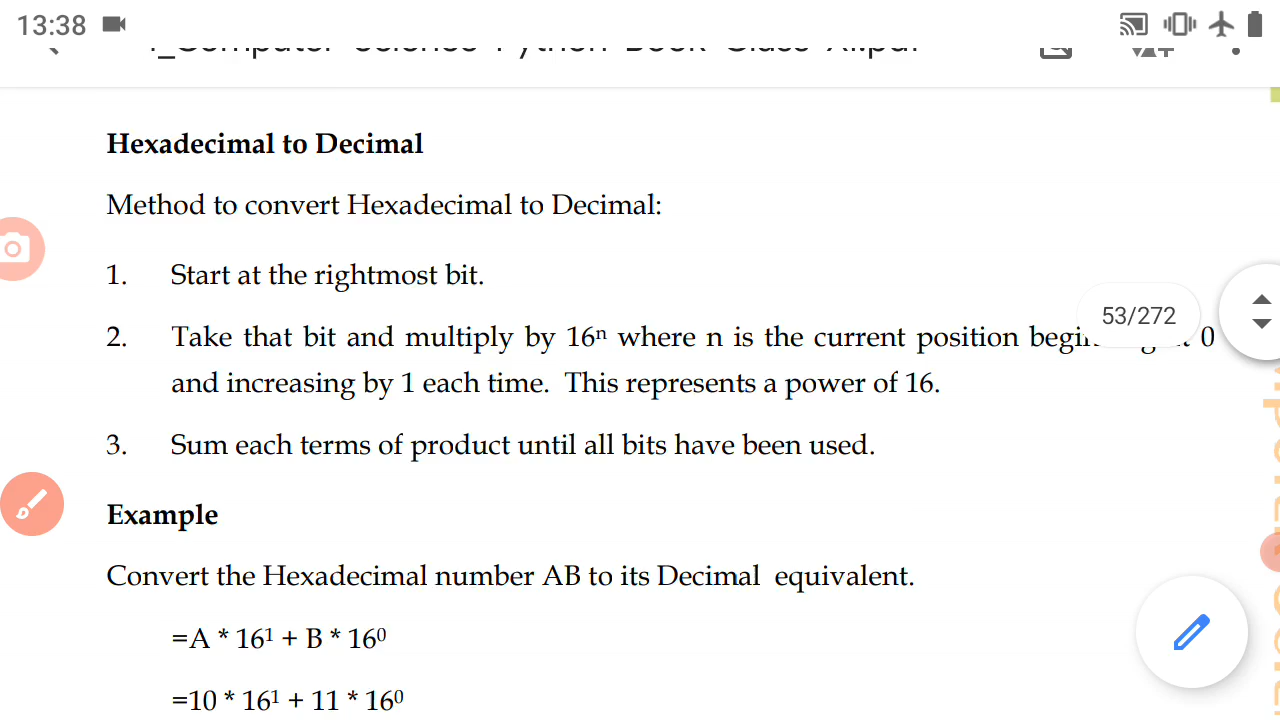 13:38
Hexadecimal to Decimal
Method to convert Hexadecimal to Decimal:
1. Start at the rightmost bit.
53/272
2. Take that bit and multiply by 16ⁿ where n is the current position 0
and increasing by 1 each time. This represents a power of 16.
3. Sum each terms of product until all bits have been used.
Example
Convert the Hexadecimal number AB to its Decimal equivalent.
=A * 16¹ + B * 16⁰
=10 * 16¹ + 11 * 16⁰